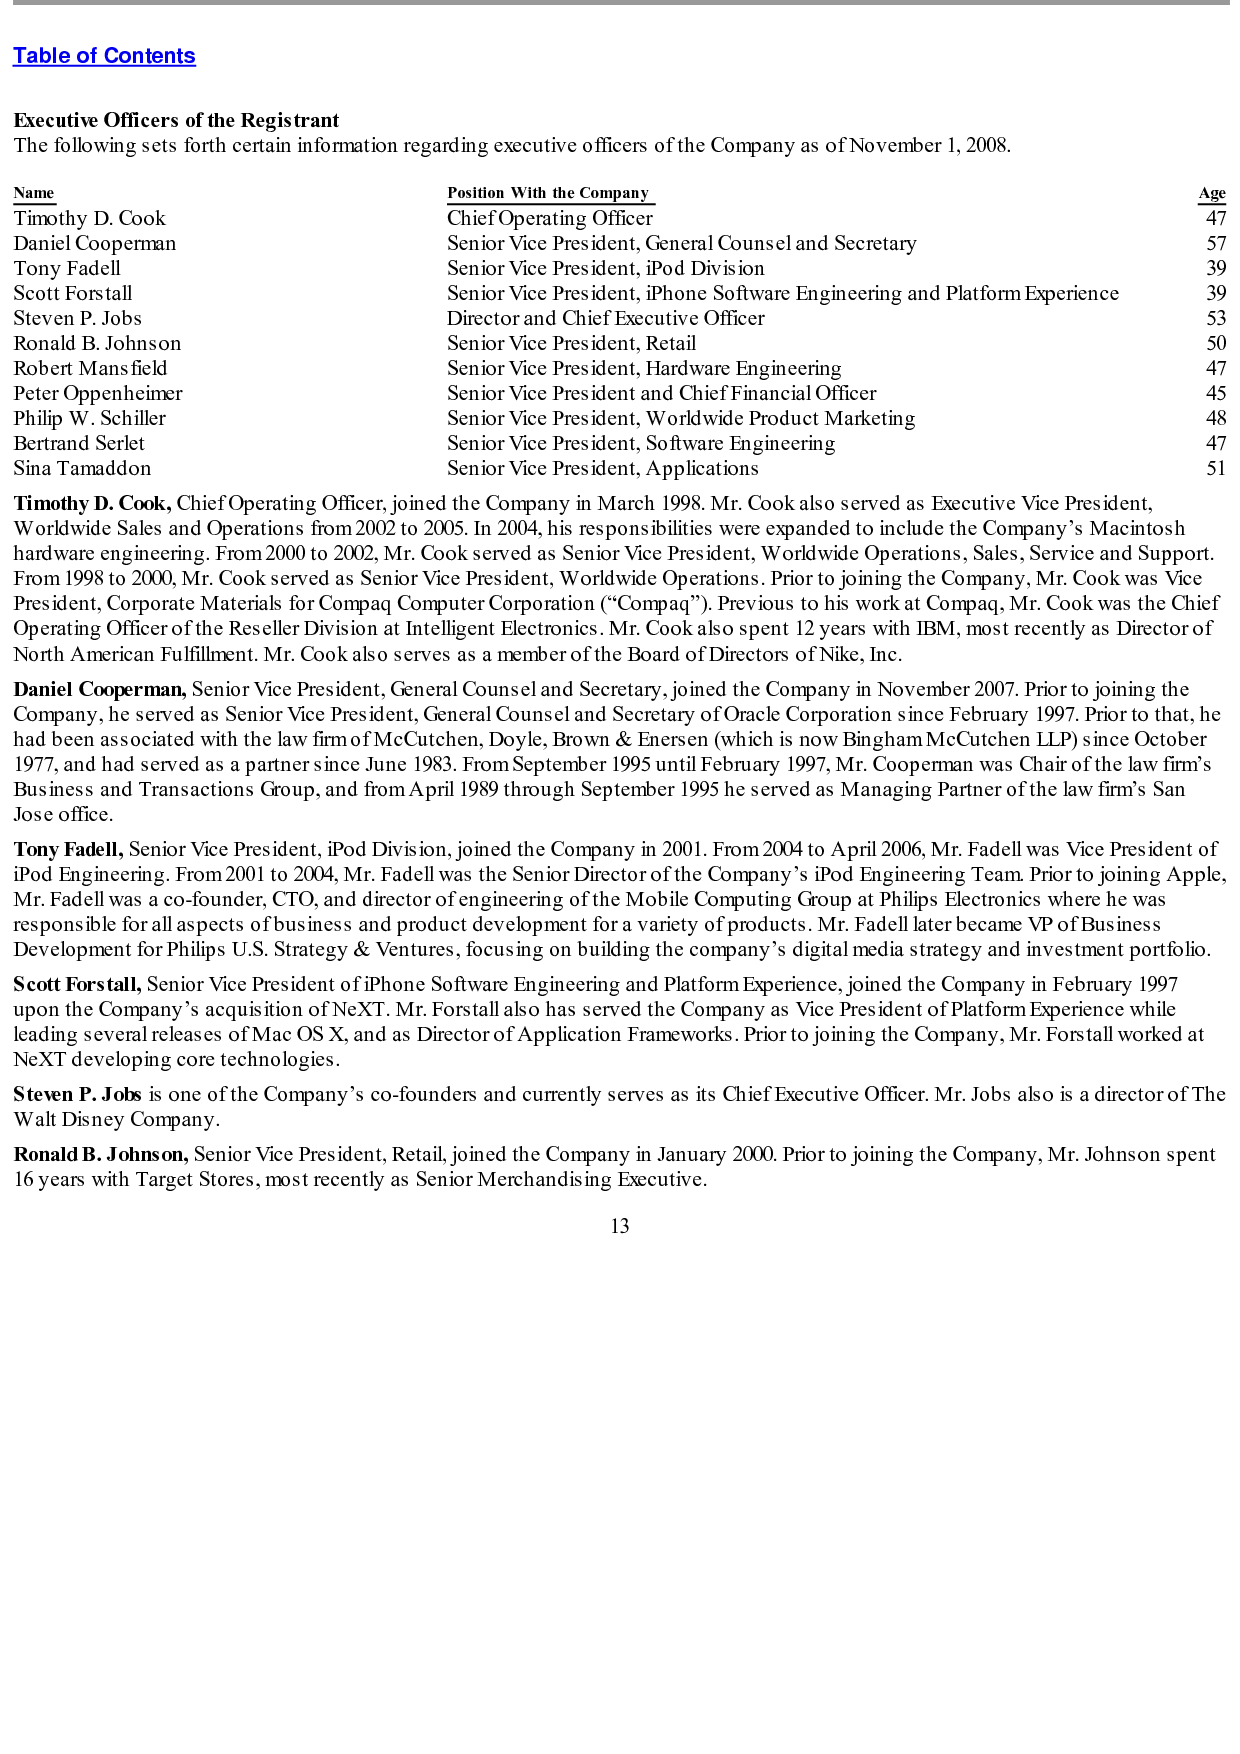 Table of Contents
Executive Officers of the Registrant
The following sets forth certain information regarding executive officers of the Company as of November 1, 2008.
Name Position With the Company Age
Timothy D. Cook Chief Operating Officer 47
Daniel Cooperman Senior Vice President, General Counsel and Secretary 57
Tony Fadell Senior Vice President, iPod Division 39
Scott Forstall Senior Vice President, iPhone Software Engineering and Platform Experience 39
Steven P. Jobs Director and Chief Executive Officer 53
Ronald B. Johnson Senior Vice President, Retail 50
Robert Mansfield Senior Vice President, Hardware Engineering 47
Peter Oppenheimer Senior Vice President and Chief Financial Officer 45
Philip W. Schiller Senior Vice President, Worldwide Product Marketing 48
Bertrand Serlet Senior Vice President, Software Engineering 47
Sina Tamaddon Senior Vice President, Applications 51
Timothy D. Cook, Chief Operating Officer, joined the Company in March 1998. Mr. Cook also served as Executive Vice President,
Worldwide Sales and Operations from 2002 to 2005. In 2004, his responsibilities were expanded to include the Company’s Macintosh
hardware engineering. From 2000 to 2002, Mr. Cook served as Senior Vice President, Worldwide Operations, Sales, Service and Support.
From 1998 to 2000, Mr. Cook served as Senior Vice President, Worldwide Operations. Prior to joining the Company, Mr. Cook was Vice
President, Corporate Materials for Compaq Computer Corporation (“Compaq”). Previous to his work at Compaq, Mr. Cook was the Chief
Operating Officer of the Reseller Division at Intelligent Electronics. Mr. Cook also spent 12 years with IBM, most recently as Director of
North American Fulfillment. Mr. Cook also serves as a member of the Board of Directors of Nike, Inc.
Daniel Cooperman, Senior Vice President, General Counsel and Secretary, joined the Company in November 2007. Prior to joining the
Company, he served as Senior Vice President, General Counsel and Secretary of Oracle Corporation since February 1997. Prior to that, he
had been associated with the law firm of McCutchen, Doyle, Brown & Enersen (which is now Bingham McCutchen LLP) since October
1977, and had served as a partner since June 1983. From September 1995 until February 1997, Mr. Cooperman was Chair of the law firm’s
Business and Transactions Group, and from April 1989 through September 1995 he served as Managing Partner of the law firm’s San
Jose office.
Tony Fadell, Senior Vice President, iPod Division, joined the Company in 2001. From 2004 to April 2006, Mr. Fadell was Vice President of
iPod Engineering. From 2001 to 2004, Mr. Fadell was the Senior Director of the Company’s iPod Engineering Team. Prior to joining Apple,
Mr. Fadell was a co-founder, CTO, and director of engineering of the Mobile Computing Group at Philips Electronics where he was
responsible for all aspects of business and product development for a variety of products. Mr. Fadell later became VP of Business
Development for Philips U.S. Strategy & Ventures, focusing on building the company’s digital media strategy and investment portfolio.
Scott Forstall, Senior Vice President of iPhone Software Engineering and Platform Experience, joined the Company in February 1997
upon the Company’s acquisition of NeXT. Mr. Forstall also has served the Company as Vice President of Platform Experience while
leading several releases of Mac OS X, and as Director of Application Frameworks. Prior to joining the Company, Mr. Forstall worked at
NeXT developing core technologies.
Steven P. Jobs is one of the Company’s co-founders and currently serves as its Chief Executive Officer. Mr. Jobs also is a director of The
Walt Disney Company.
Ronald B. Johnson, Senior Vice President, Retail, joined the Company in January 2000. Prior to joining the Company, Mr. Johnson spent
16 years with Target Stores, most recently as Senior Merchandising Executive.
13